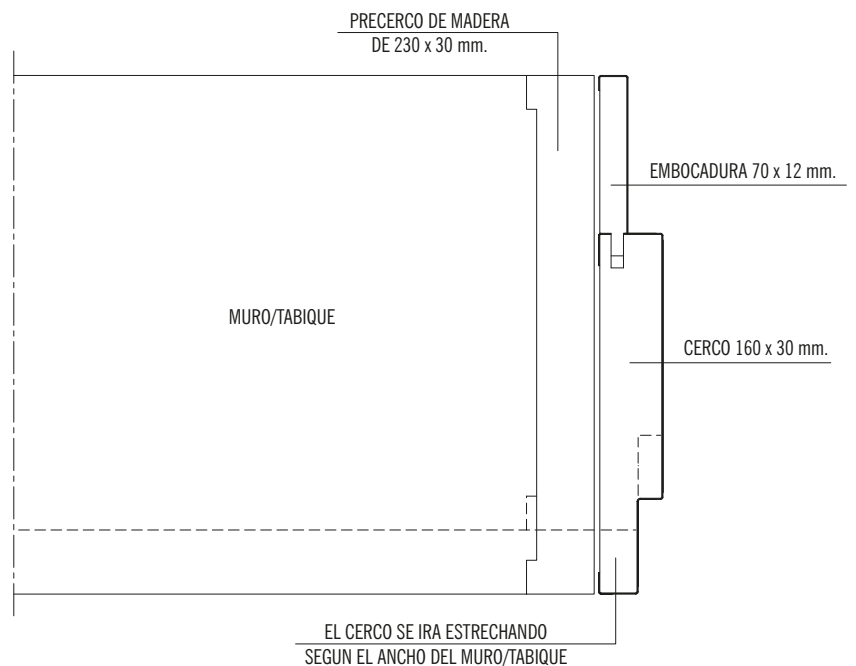 PRECERCO DE MADERA
DE 230 x 30 mm.
EMBOCADURA 70 x 12 mm.
MURO/TABIQUE
CERCO 160 x 30 mm.
EL CERCO SE IRA ESTRECHANDO
SEGUN EL ANCHO DEL MURO/TABIQUE